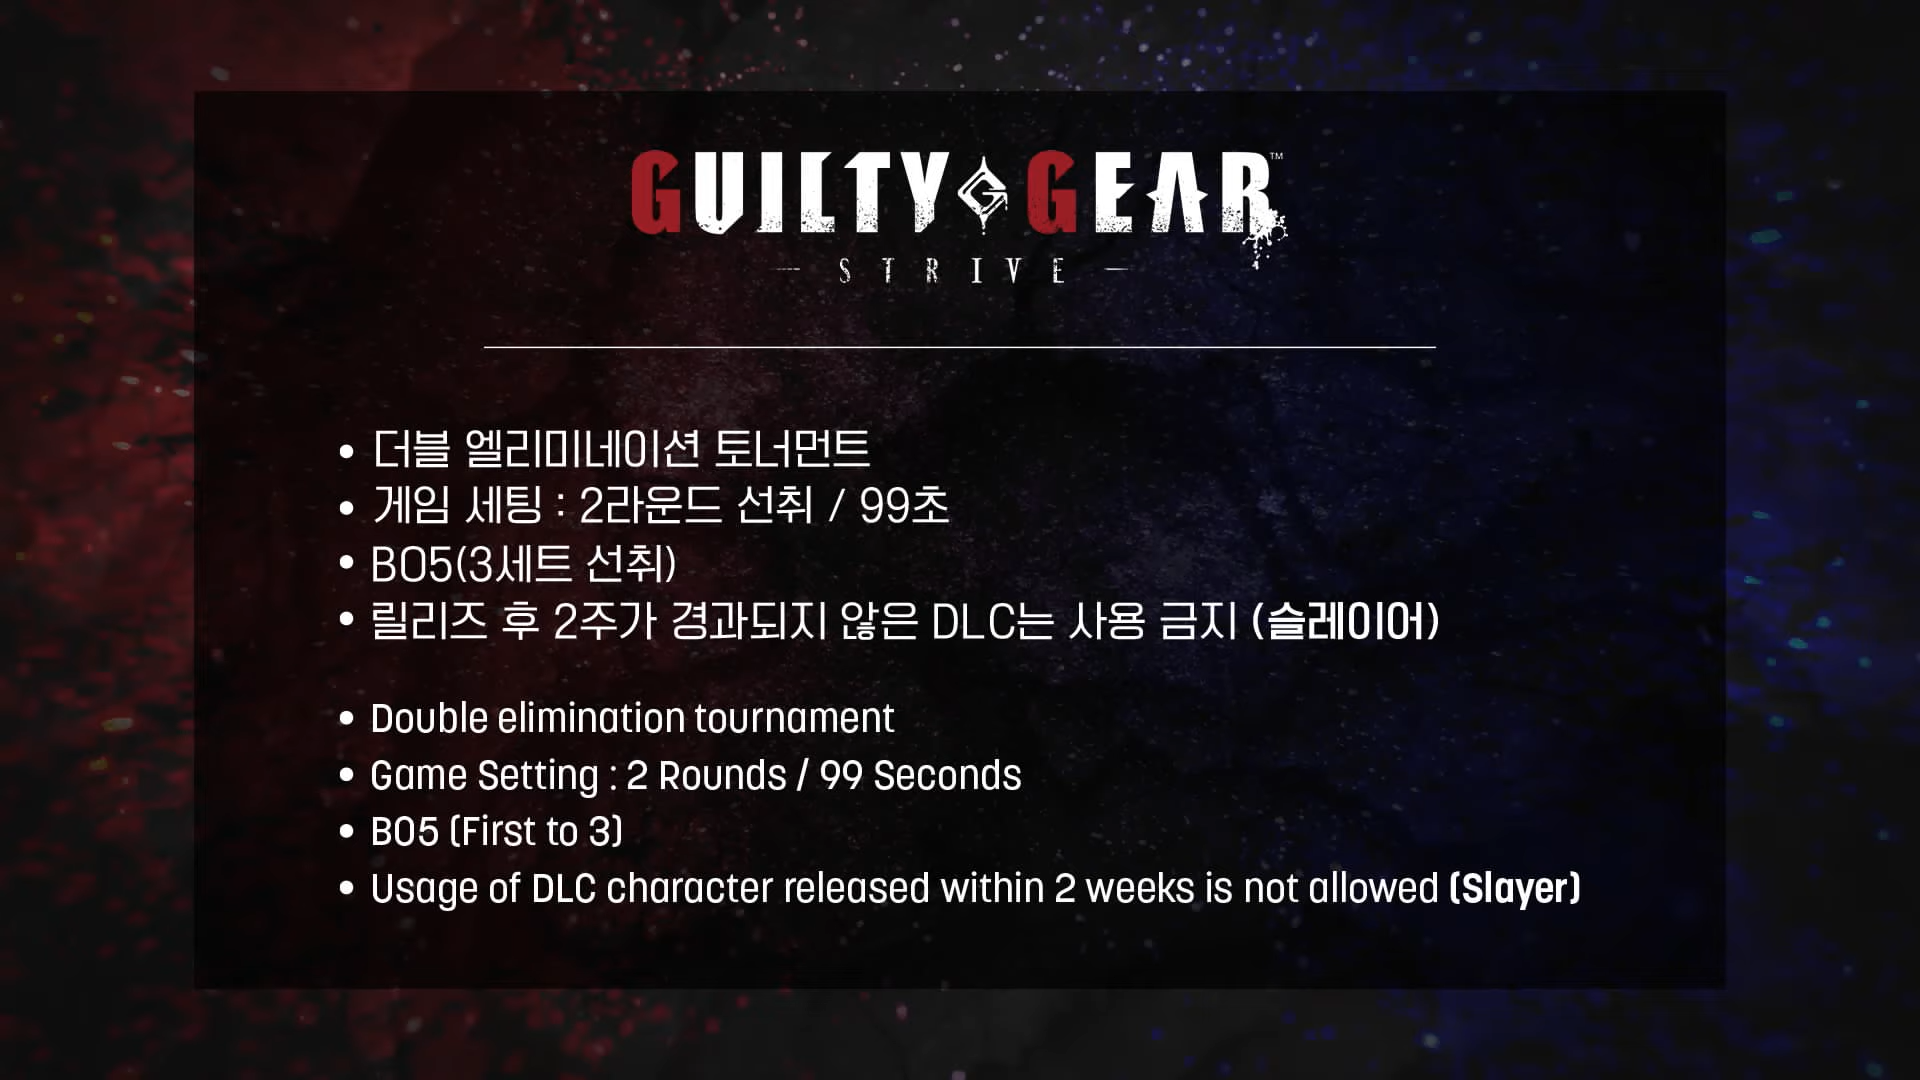 GUILTY GEAR™
- STRIVE -
• 더블 엘리미네이션 토너먼트
• 게임 세팅 : 2라운드 선취 / 99초
• BO5(3세트 선취)
• 릴리즈 후 2주가 경과되지 않은 DLC는 사용 금지 (슬레이어)
• Double elimination tournament
• Game Setting : 2 Rounds / 99 Seconds
• BO5 (First to 3)
• Usage of DLC character released within 2 weeks is not allowed (Slayer)